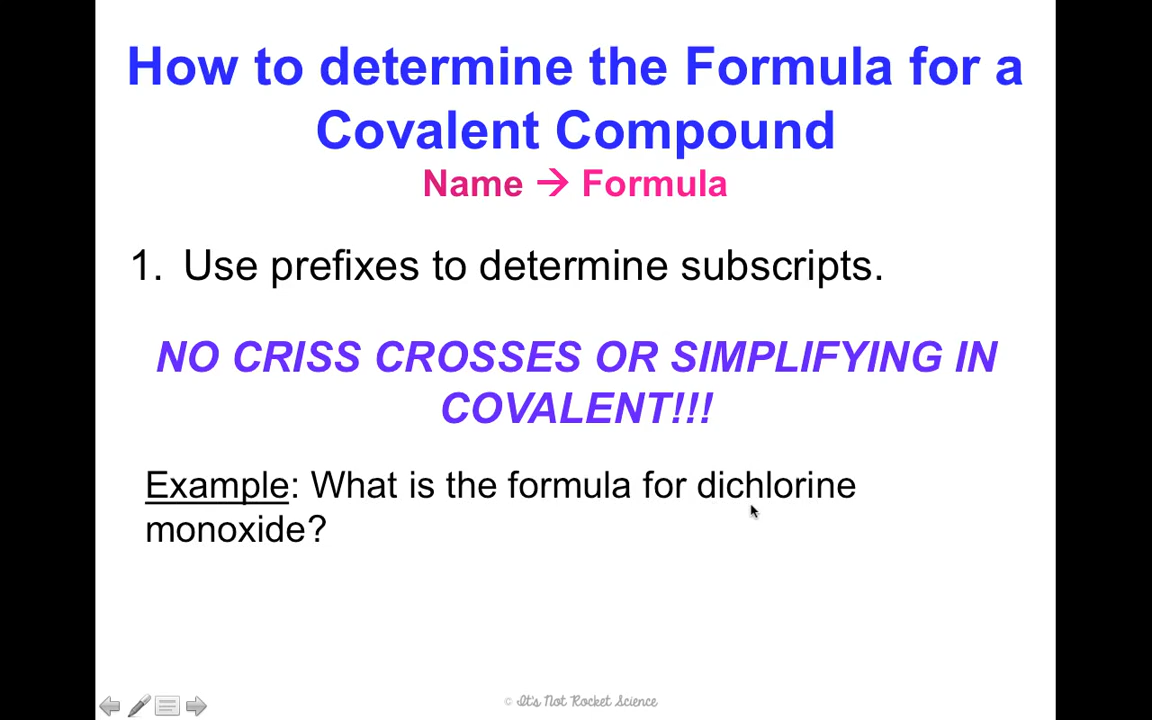 How to determine the Formula for a
Covalent Compound
Name → Formula
1. Use prefixes to determine subscripts.
NO CRISS CROSSES OR SIMPLIFYING IN
COVALENT!!!
Example: What is the formula for dichlorine
monoxide?
© It's Not Rocket Science